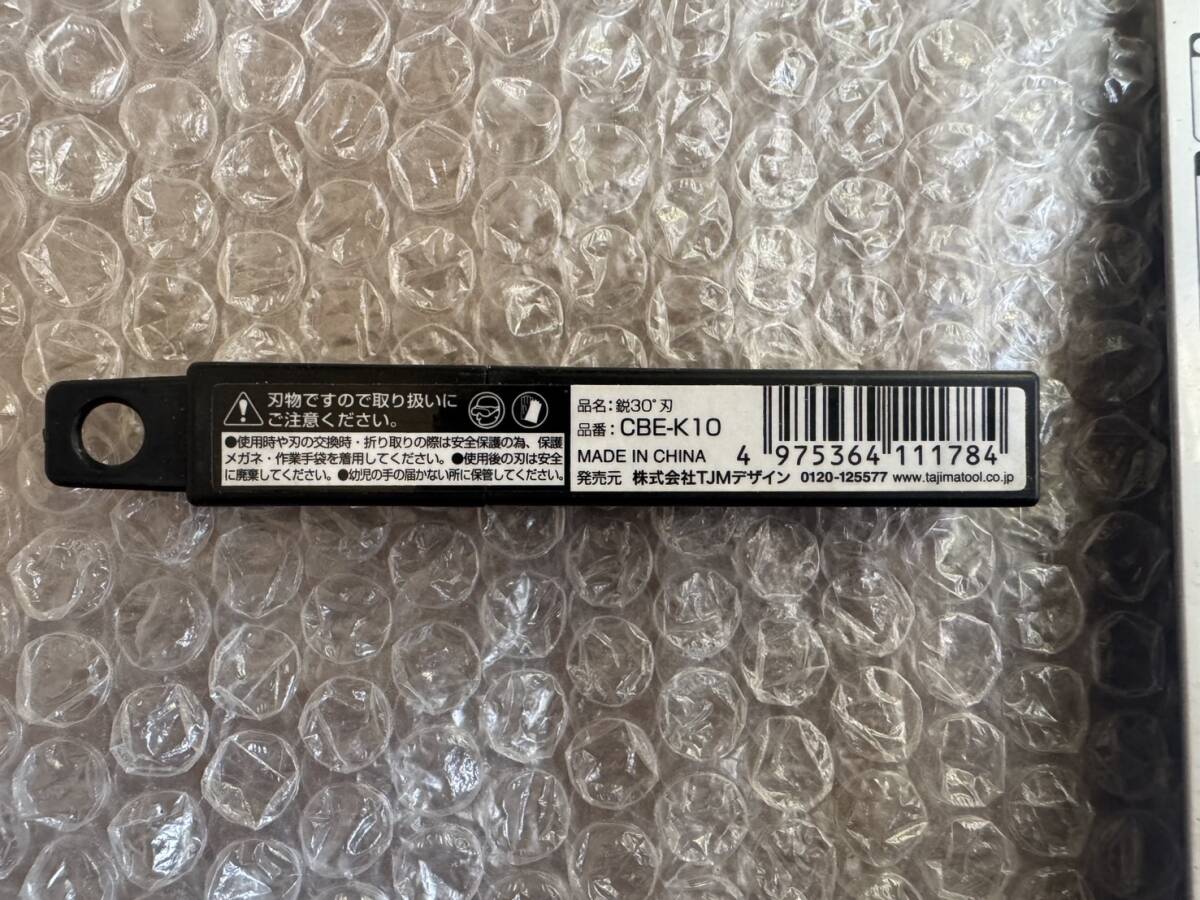 刃物ですので取り扱いに
ご注意ください。
●使用時や刃の交換時・折り取りの際は安全保護の為、保護
メガネ・作業手袋を着用してください。●使用後の刃は安全
に廃棄してください。●幼児の手の届かない所に保管してください。
品名：鋭30°刃
品番：CBE-K10
MADE IN CHINA
4 975364 111784
発売元 株式会社TJMデザイン 0120-125577 www.tajimatool.co.jp